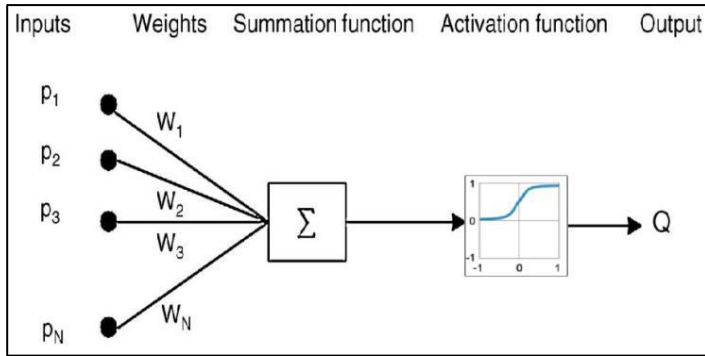 Inputs Weights Summation function Activation function Output
p1
W1
p2
W2
p3
W3
pN
WN
Σ
1
0
-1
-1 0 1
Q